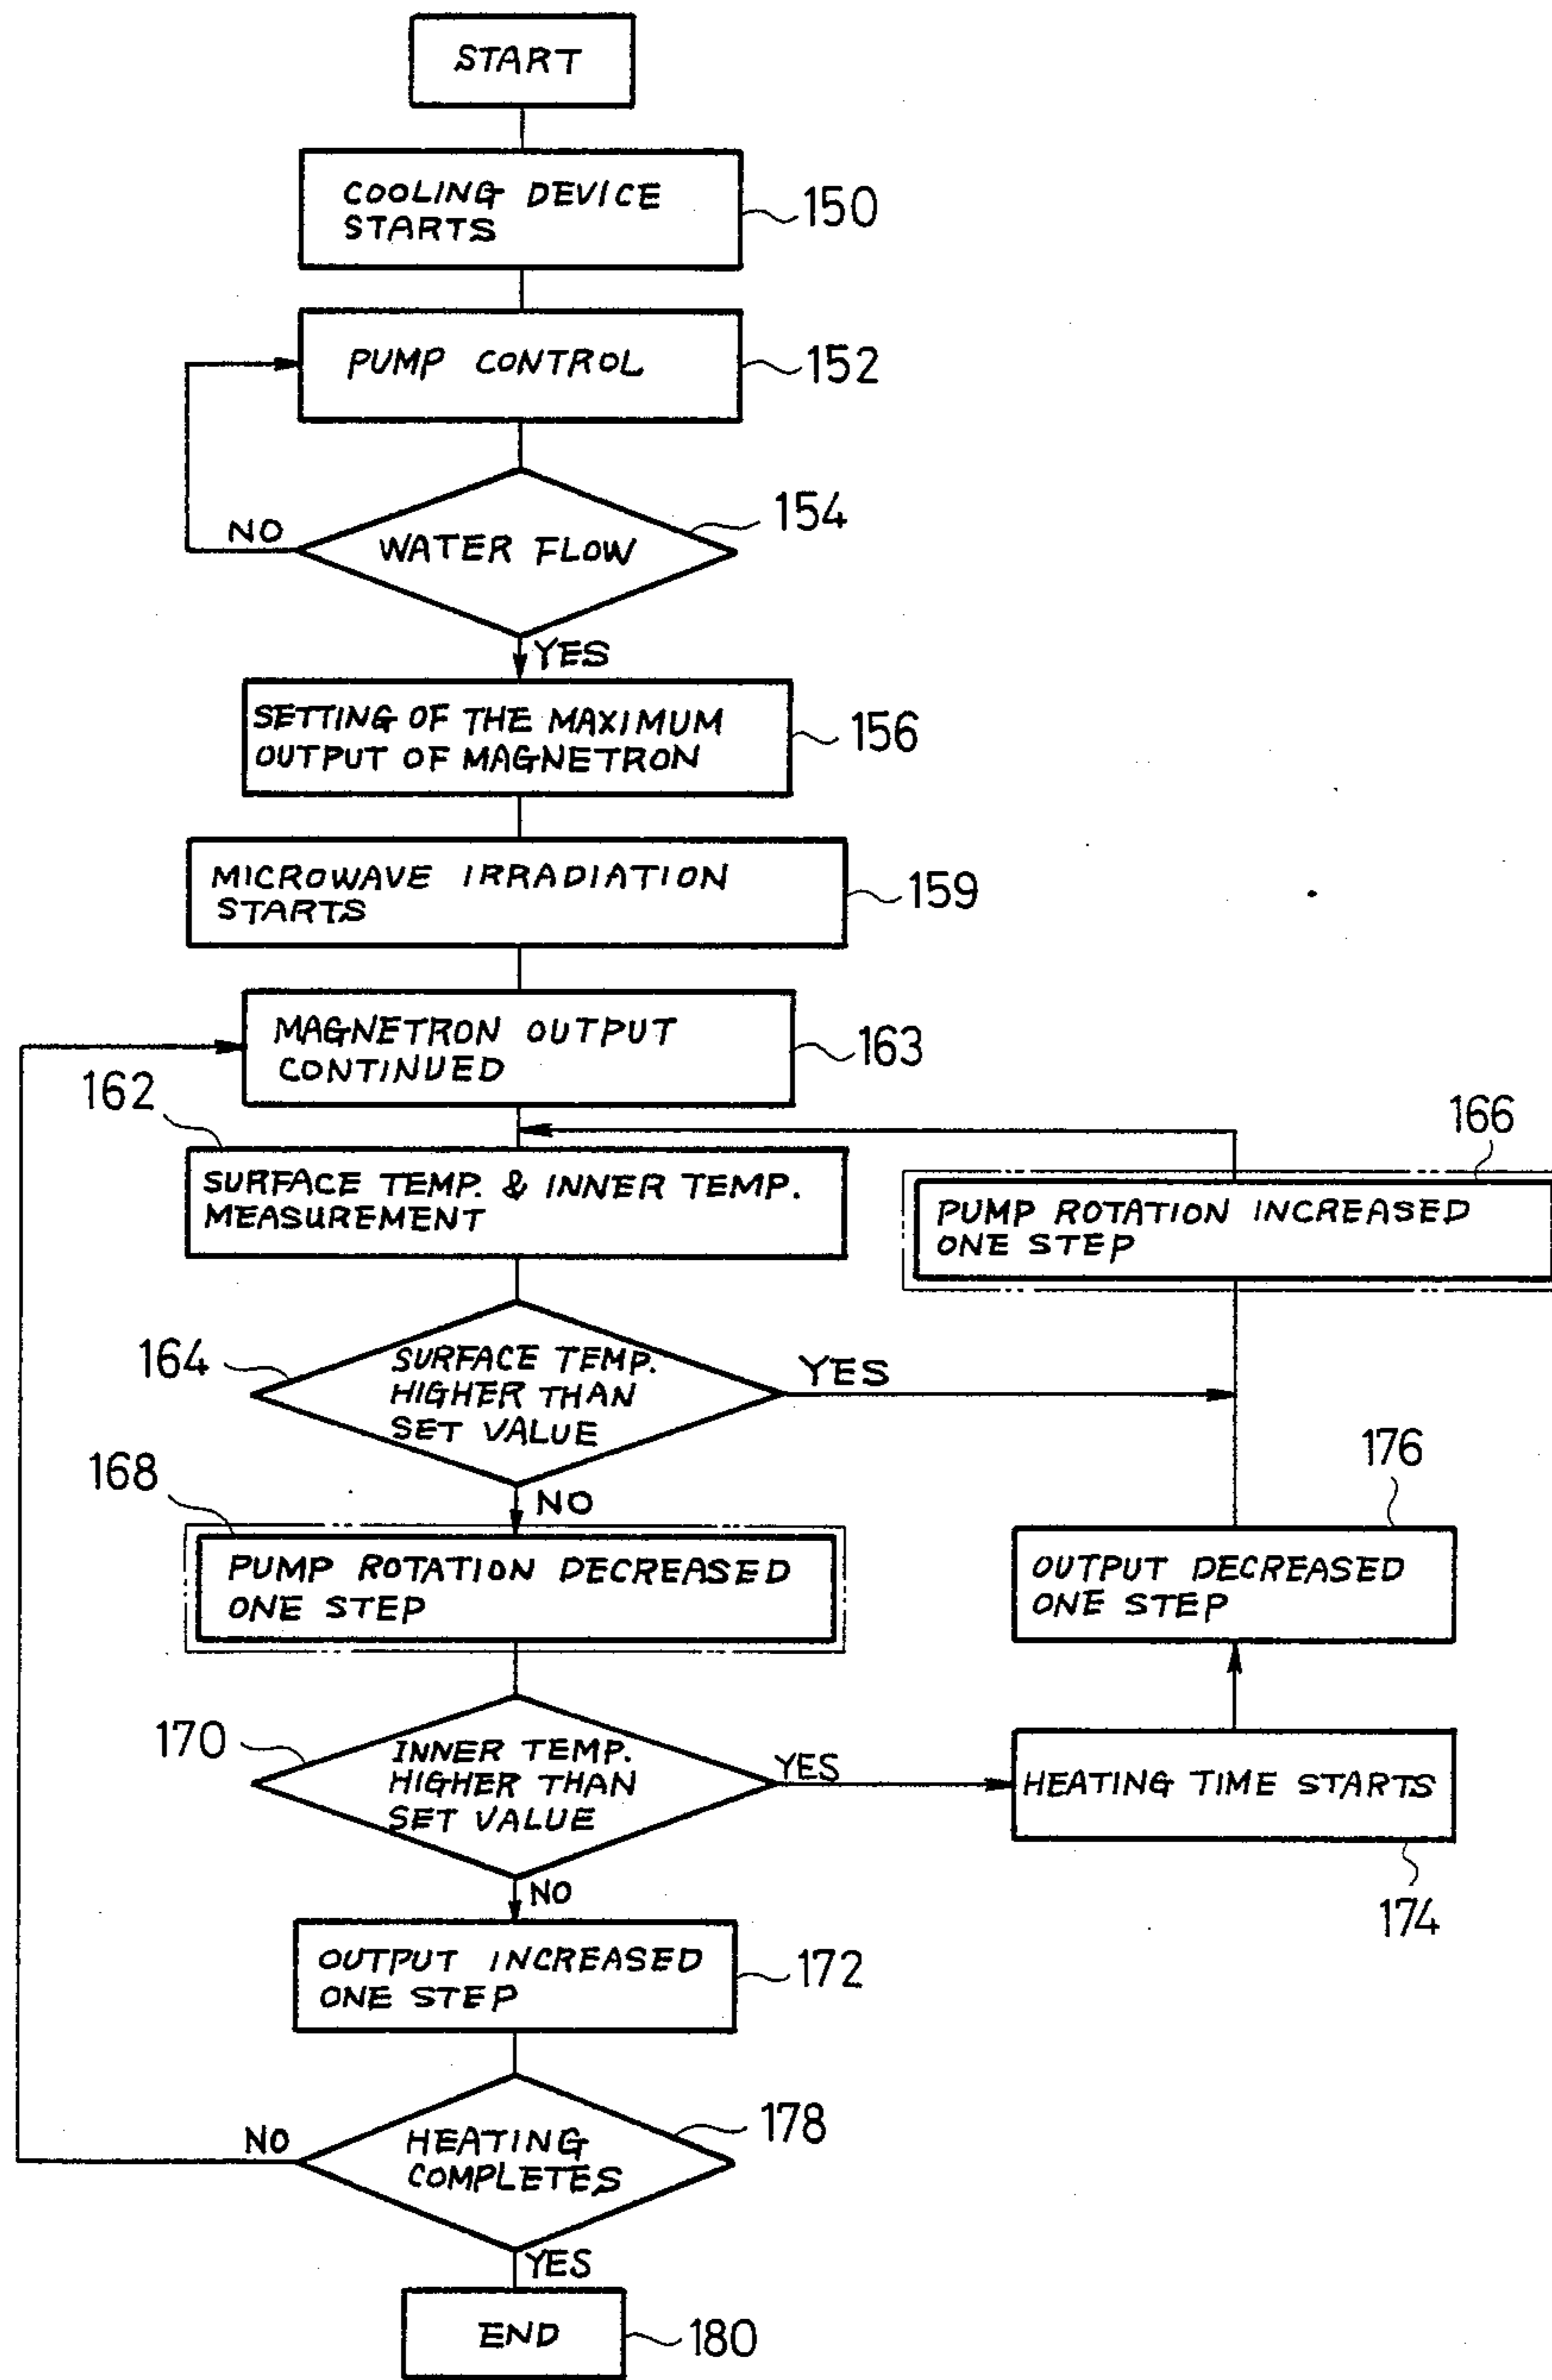 START
COOLING DEVICE
STARTS
150
PUMP CONTROL
152
154
NO
WATER FLOW
YES
SETTING OF THE MAXIMUM
OUTPUT OF MAGNETRON
156
MICROWAVE IRRADIATION
STARTS
159
MAGNETRON OUTPUT
CONTINUED
163
162
SURFACE TEMP. & INNER TEMP.
MEASUREMENT
166
PUMP ROTATION INCREASED
ONE STEP
164
SURFACE TEMP.
HIGHER THAN
SET VALUE
YES
NO
168
PUMP ROTATION DECREASED
ONE STEP
176
OUTPUT DECREASED
ONE STEP
170
INNER TEMP.
HIGHER THAN
SET VALUE
YES
HEATING TIME STARTS
174
NO
OUTPUT INCREASED
ONE STEP
172
178
NO
HEATING
COMPLETES
YES
END
180